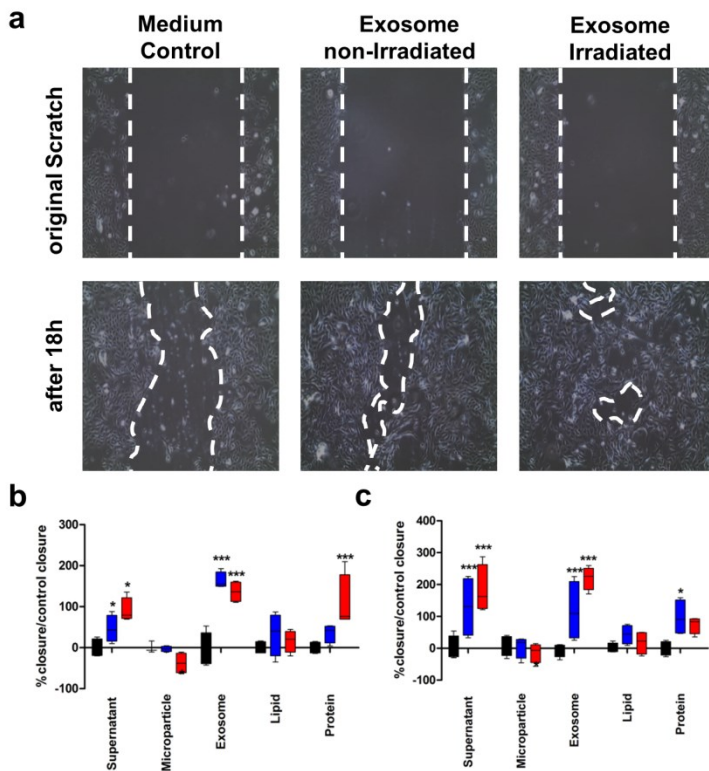 a
Medium
Control
Exosome
non-Irradiated
Exosome
Irradiated
original Scratch
after 18h
b
%closure/control closure
300
200
100
0
-100
*
*
***
***
***
Supernatant
Microparticle
Exosome
Lipid
Protein
c
%closure/control closure
400
300
200
100
0
-100
***
***
***
***
*
*
Supernatant
Microparticle
Exosome
Lipid
Protein